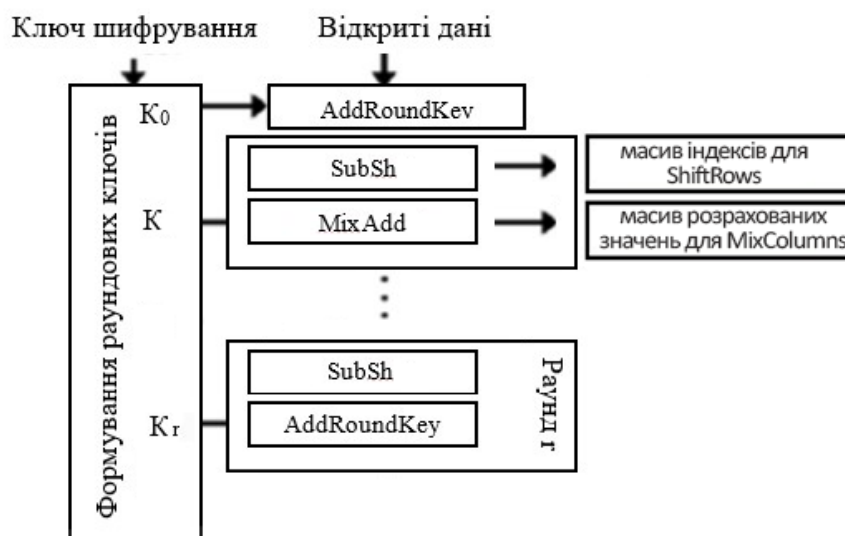 Ключ шифрування
Відкриті дані
Формування раундових ключів
K0
AddRoundKev
SubSh
масив індексів для
ShiftRows
K
MixAdd
масив розрахованих
значень для MixColumns
SubSh
Раунд r
Kr
AddRoundKey